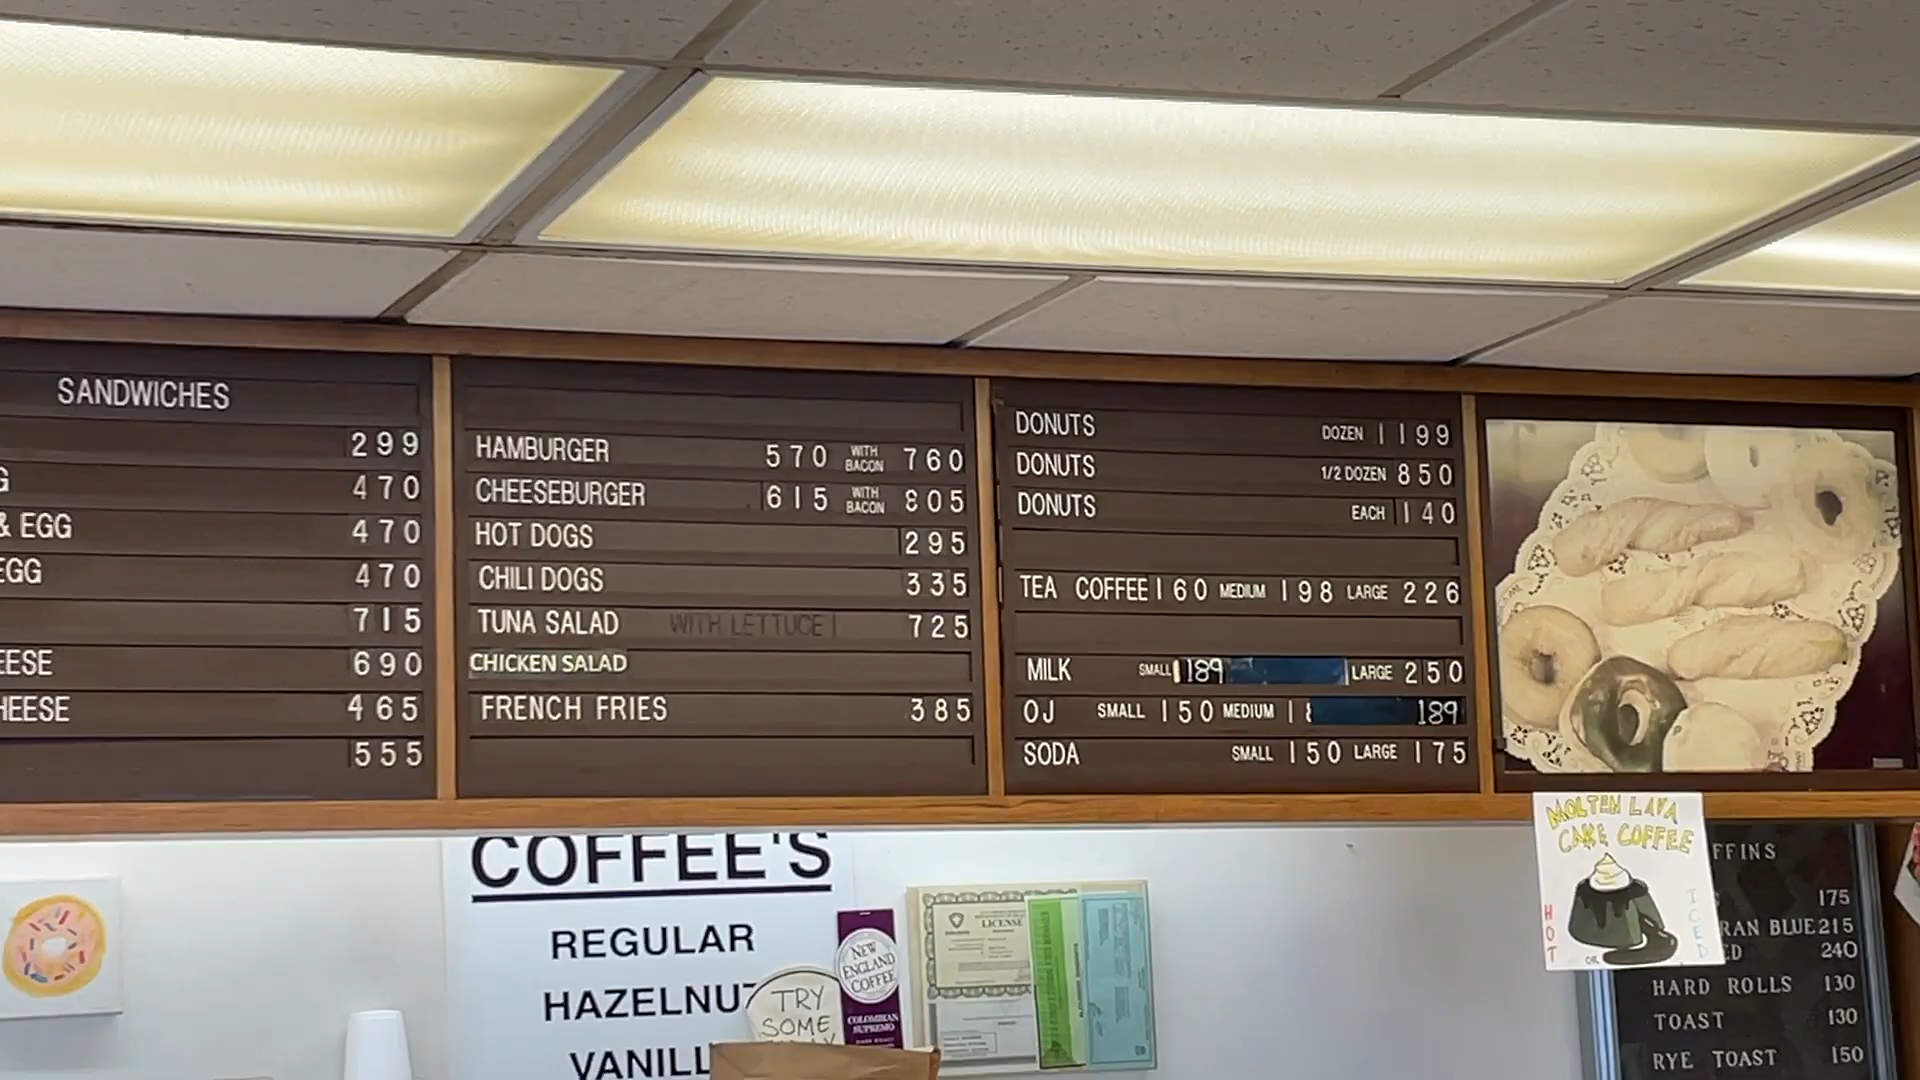 SANDWICHES
299
470
& EGG 470
EGG 470
715
690
465
555
HAMBURGER 570 WITH BACON 760
CHEESEBURGER 615 WITH BACON 805
HOT DOGS 295
CHILI DOGS 335
TUNA SALAD WITH LETTUCE 725
CHICKEN SALAD
FRENCH FRIES 385
DONUTS DOZEN 1199
DONUTS 1/2 DOZEN 850
DONUTS EACH 140
TEA COFFEE 160 MEDIUM 198 LARGE 226
MILK SMALL 189 LARGE 250
OJ SMALL 150 MEDIUM 189
SODA SMALL 150 LARGE 175
COFFEE'S
REGULAR
HAZELNU
VANILL
TRY
SOME
NEW
ENGLAND
COFFEE
COLOMBIAN
SUPREMO
LICENSE
MOLTEN LAVA
CAKE COFFEE
HOT
OR
ICED
FFINS
175
RAN BLUE 215
240
HARD ROLLS 130
TOAST 130
RYE TOAST 150